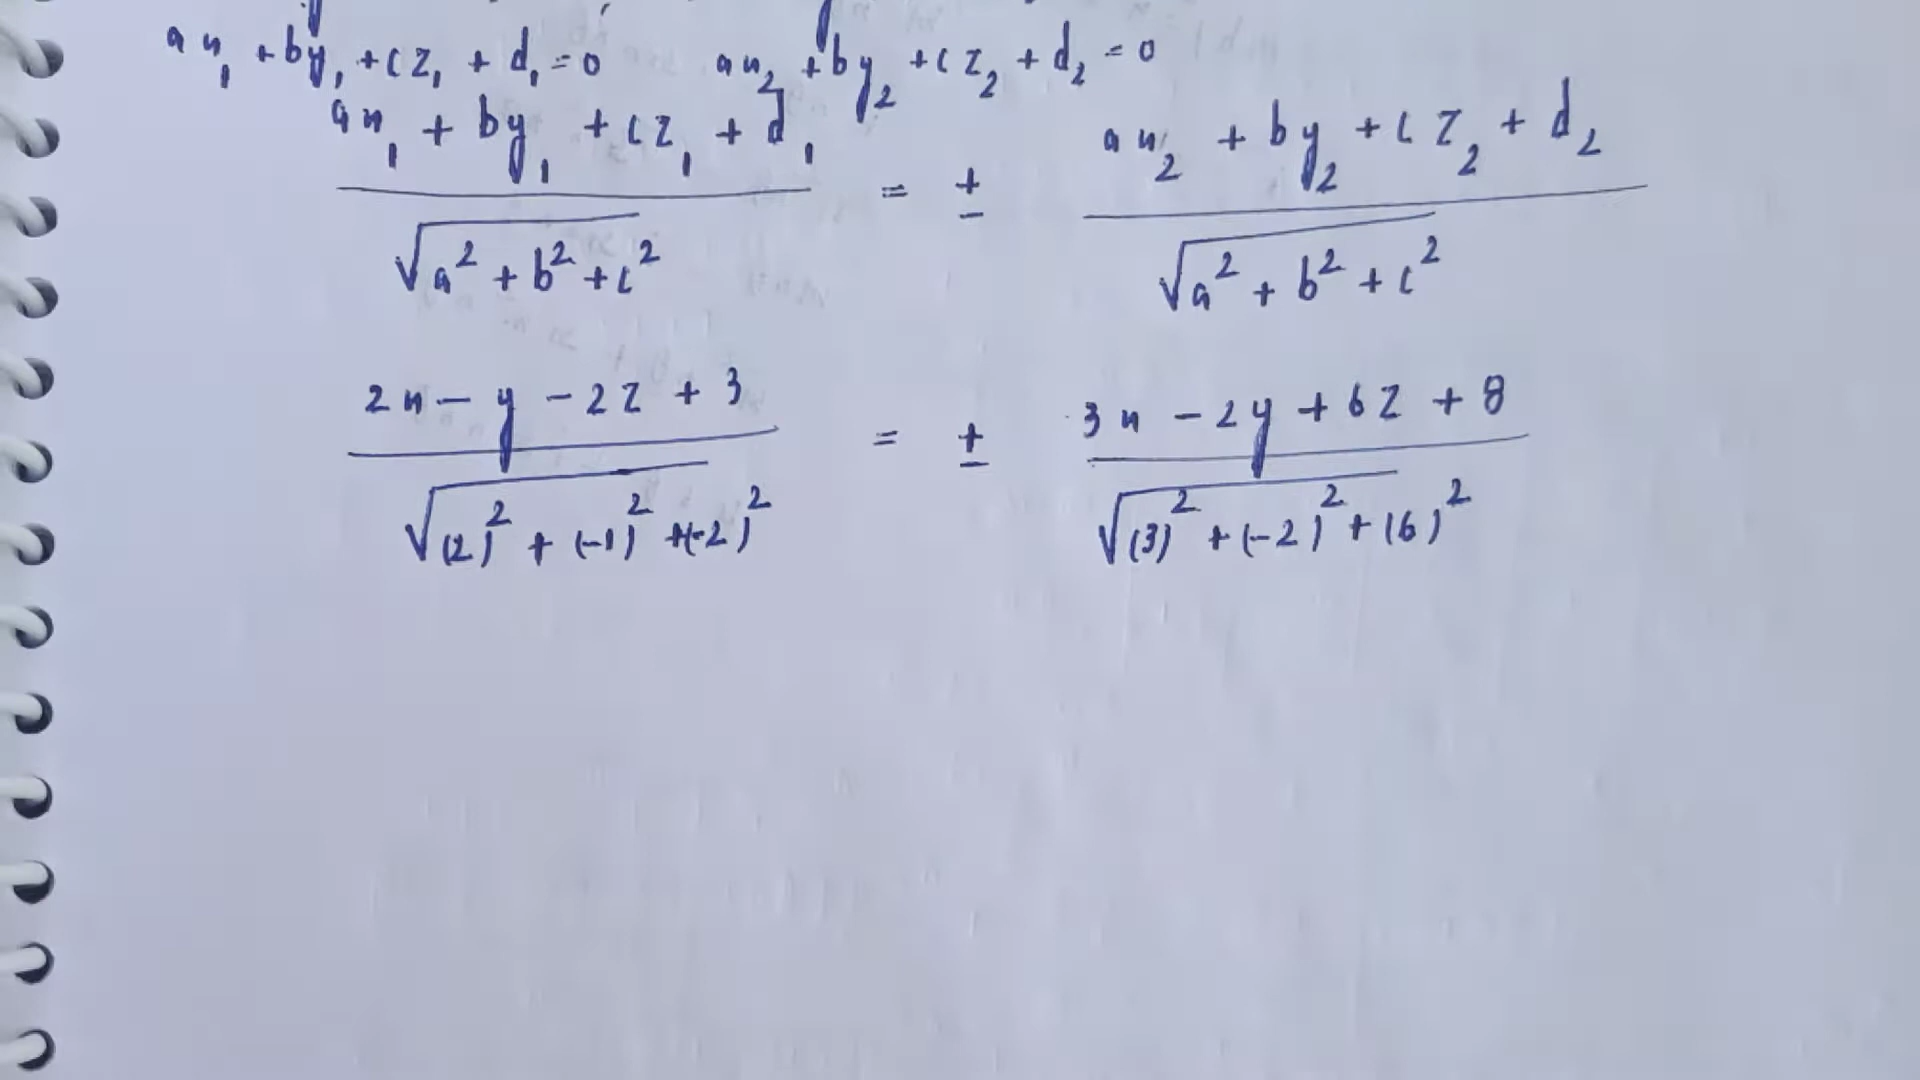 ax₁ + by₁ + cz₁ + d₁ = 0 ax₂ + by₂ + cz₂ + d₂ = 0
ax₁ + by₁ + cz₁ + d₁ / √a² + b² + c² = ± ax₂ + by₂ + cz₂ + d₂ / √a² + b² + c²
2x − y − 2z + 3 / √(2)² + (−1)² + (−2)² = ± 3x − 2y + 6z + 8 / √(3)² + (−2)² + (6)²